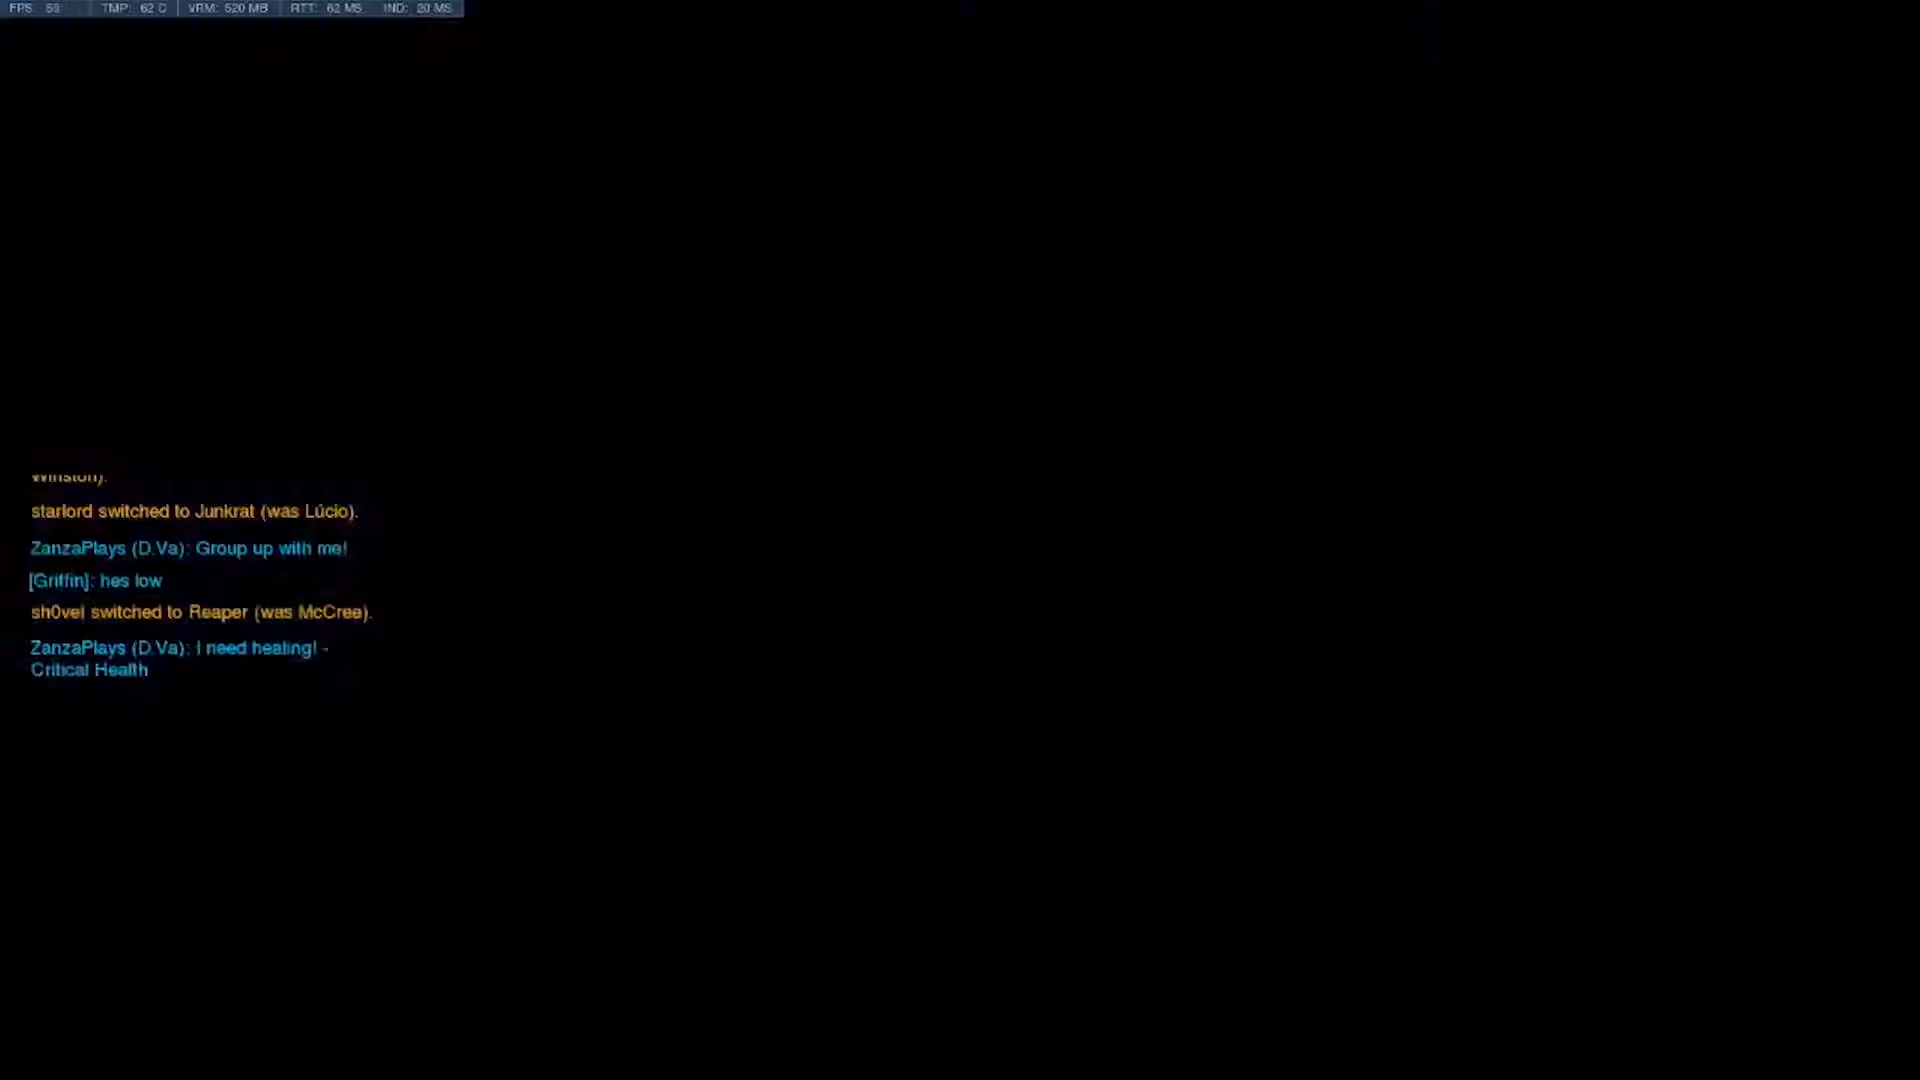 FPS: 59 TMP: 62 C VRM: 520 MB RTT: 62 MS IND: 20 MS
Winston).
starlord switched to Junkrat (was Lúcio).
ZanzaPlays (D.Va): Group up with me!
[Griffin]: hes low
sh0vel switched to Reaper (was McCree).
ZanzaPlays (D.Va): I need healing! -
Critical Health